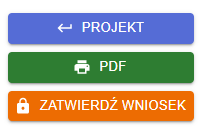 PROJEKT
PDF
ZATWIERDŹ WNIOSEK